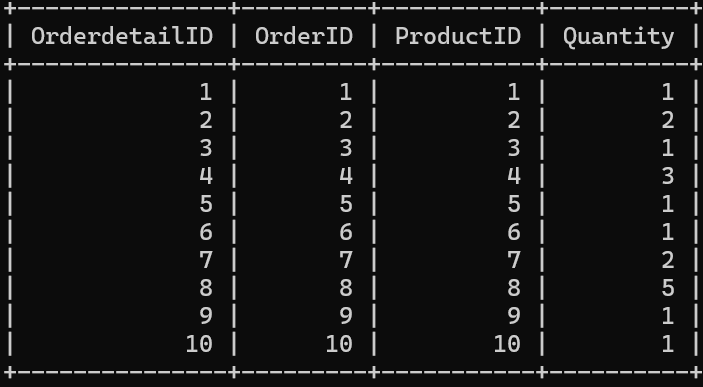 +---------------+---------+-----------+----------+
| OrderdetailID | OrderID | ProductID | Quantity |
+---------------+---------+-----------+----------+
|             1 |       1 |         1 |        1 |
|             2 |       2 |         2 |        2 |
|             3 |       3 |         3 |        1 |
|             4 |       4 |         4 |        3 |
|             5 |       5 |         5 |        1 |
|             6 |       6 |         6 |        1 |
|             7 |       7 |         7 |        2 |
|             8 |       8 |         8 |        5 |
|             9 |       9 |         9 |        1 |
|            10 |      10 |        10 |        1 |
+---------------+---------+-----------+----------+